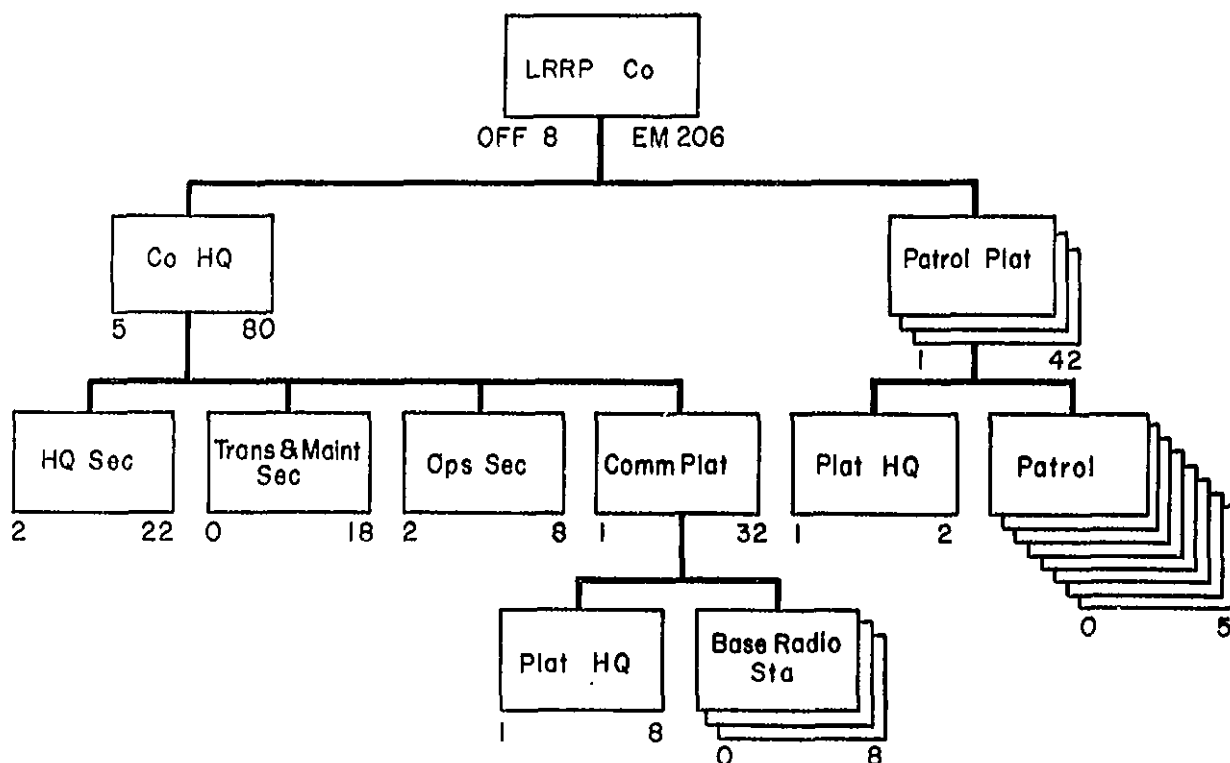 LRRP Co
OFF 8 EM 206
Co HQ
5 80
Patrol Plat
1 42
HQ Sec
2 22
Trans & Maint
Sec
0 18
Ops Sec
2 8
Comm Plat
1 32
Plat HQ
1 2
Patrol
0 5
Plat HQ
1 8
Base Radio
Sta
0 8